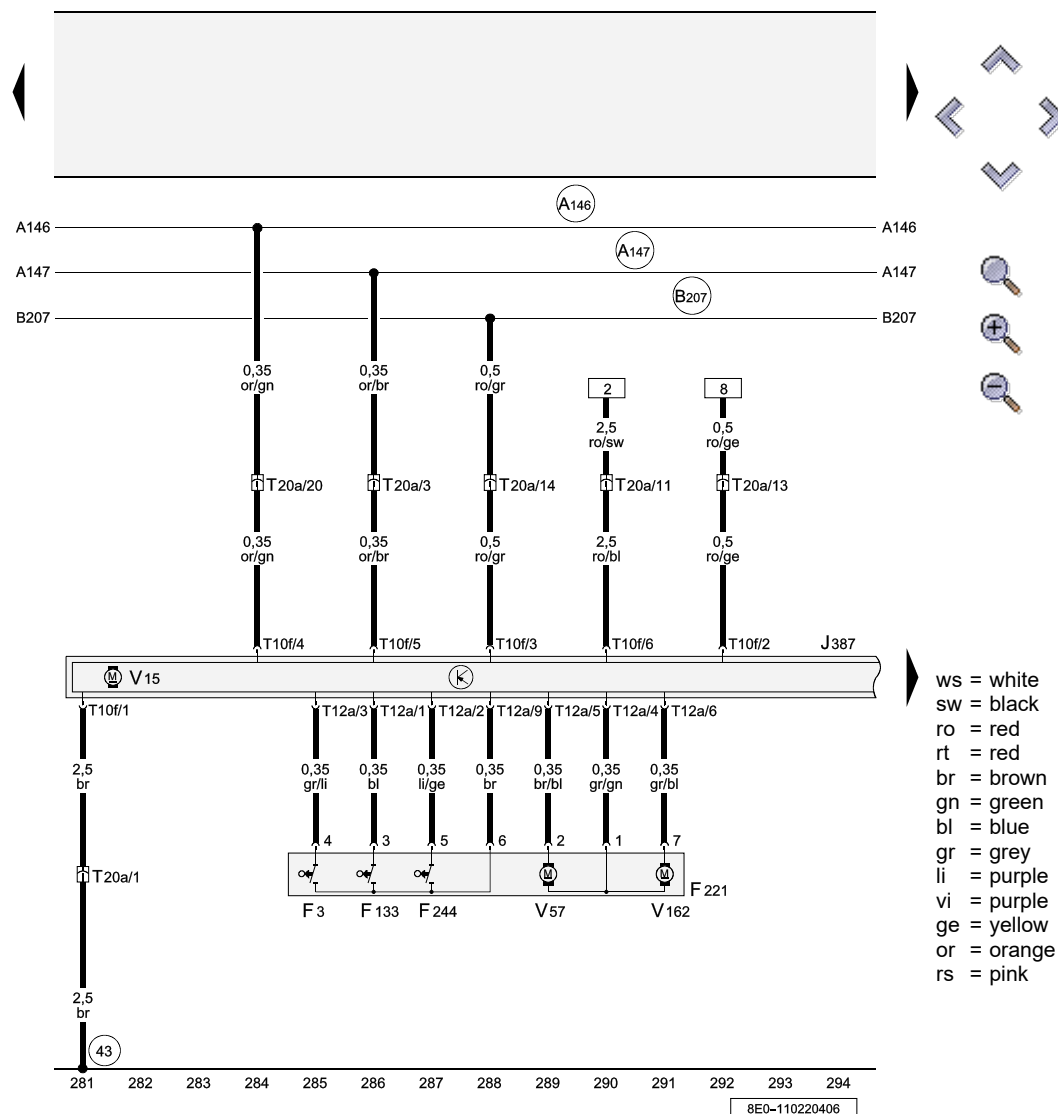 A146
A146 A146
A147
A147 A147
B207
B207 B207
0,35 0,35 0,5
or/gn or/br ro/gr
2 8
2,5 0,5
ro/sw ro/ge
T20a/20 T20a/3 T20a/14 T20a/11 T20a/13
0,35 0,35 0,5 2,5 0,5
or/gn or/br ro/gr ro/bl ro/ge
T10f/4 T10f/5 T10f/3 T10f/6 T10f/2 J387
M V15
T10f/1 T12a/3 T12a/1 T12a/2 T12a/9 T12a/5 T12a/4 T12a/6
2,5 0,35 0,35 0,35 0,35 0,35 0,35 0,35
br gr/li bl li/ge br br/bl gr/gn gr/bl
4 3 5 6 2 1 7
T20a/1
M M
F221
F3 F133 F244 V57 V162
2,5
br
43
281 282 283 284 285 286 287 288 289 290 291 292 293 294
8E0-110220406
ws = white
sw = black
ro = red
rt = red
br = brown
gn = green
bl = blue
gr = grey
li = purple
vi = purple
ge = yellow
or = orange
rs = pink